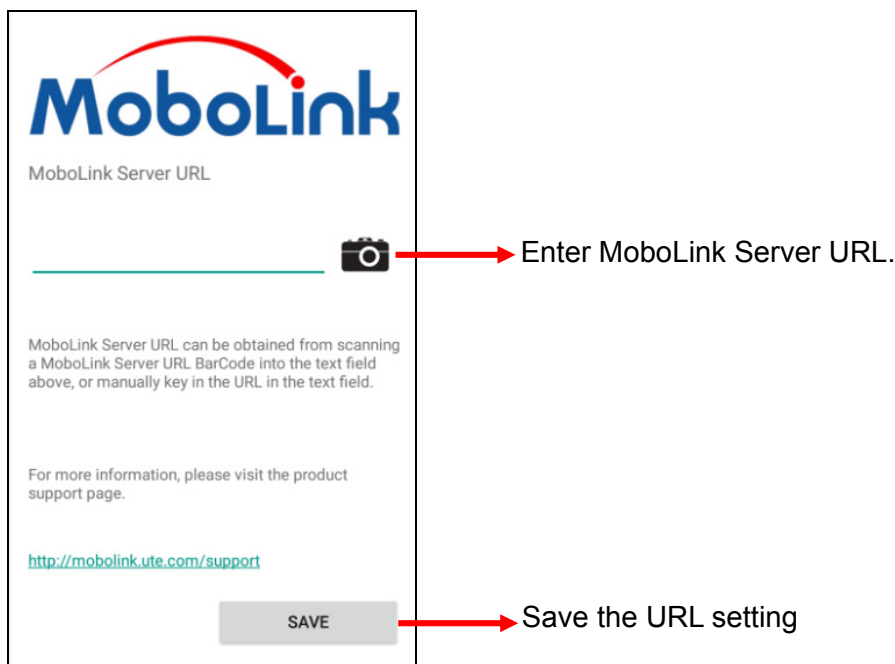 MoboLink
MoboLink Server URL
Enter MoboLink Server URL.
MoboLink Server URL can be obtained from scanning
a MoboLink Server URL BarCode into the text field
above, or manually key in the URL in the text field.
For more information, please visit the product
support page.
http://mobolink.ute.com/support
SAVE
Save the URL setting